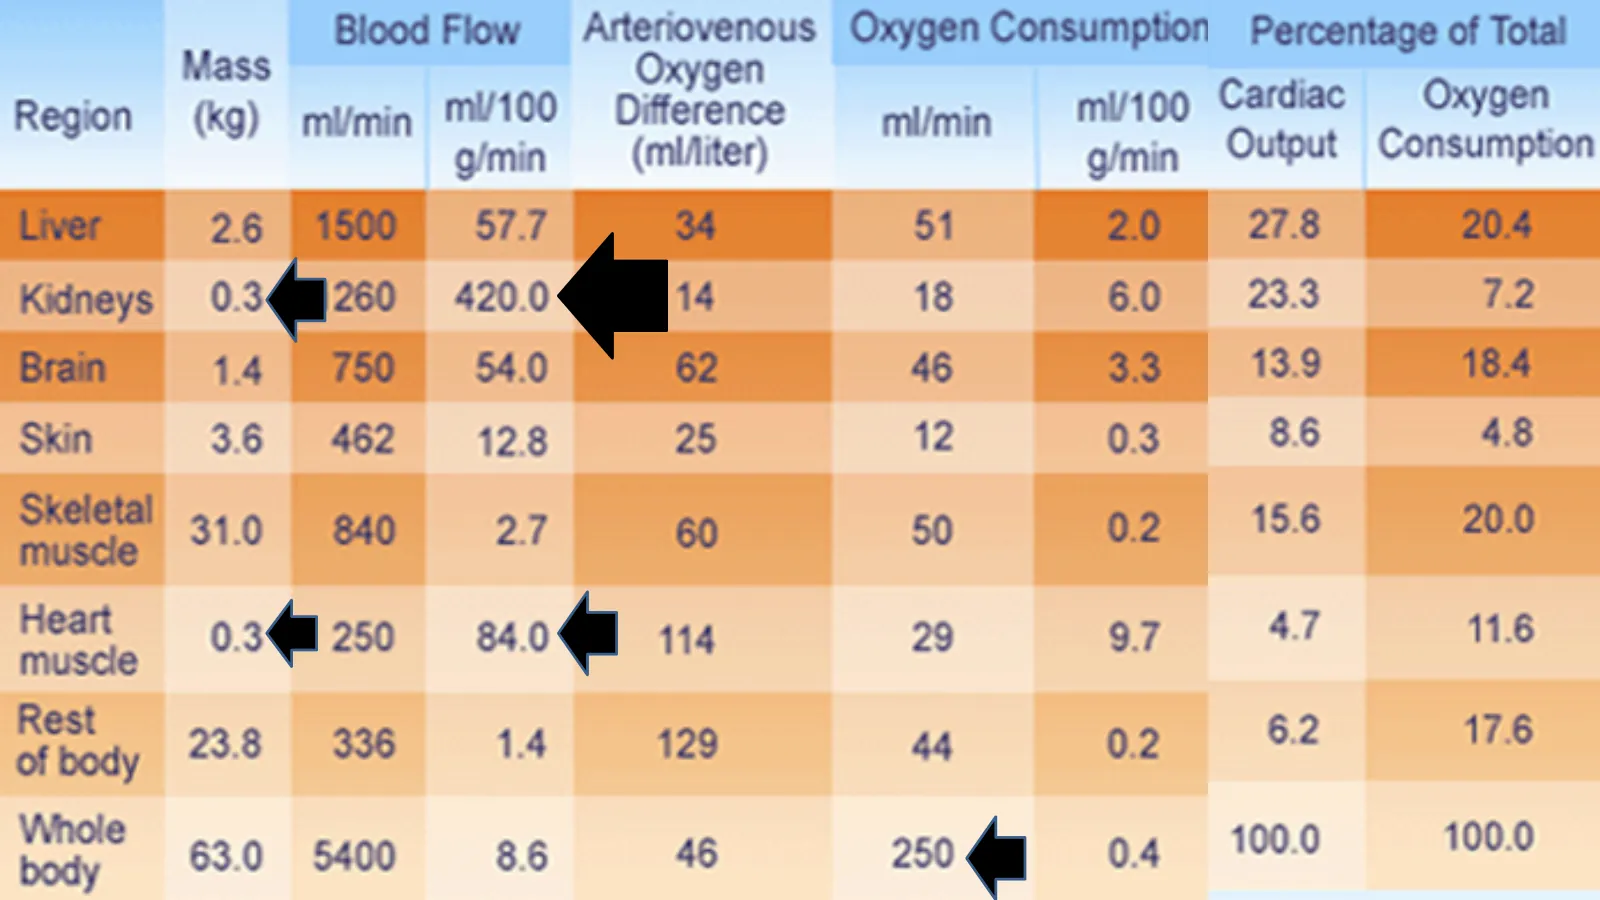 Region
Mass
(kg)
Blood Flow
ml/min
ml/100
g/min
Arteriovenous
Oxygen
Difference
(ml/liter)
Oxygen Consumption
ml/min
ml/100
g/min
Percentage of Total
Cardiac
Output
Oxygen
Consumption
Liver 2.6 1500 57.7 34 51 2.0 27.8 20.4
Kidneys 0.3 260 420.0 14 18 6.0 23.3 7.2
Brain 1.4 750 54.0 62 46 3.3 13.9 18.4
Skin 3.6 462 12.8 25 12 0.3 8.6 4.8
Skeletal
muscle 31.0 840 2.7 60 50 0.2 15.6 20.0
Heart
muscle 0.3 250 84.0 114 29 9.7 4.7 11.6
Rest
of body 23.8 336 1.4 129 44 0.2 6.2 17.6
Whole
body 63.0 5400 8.6 46 250 0.4 100.0 100.0